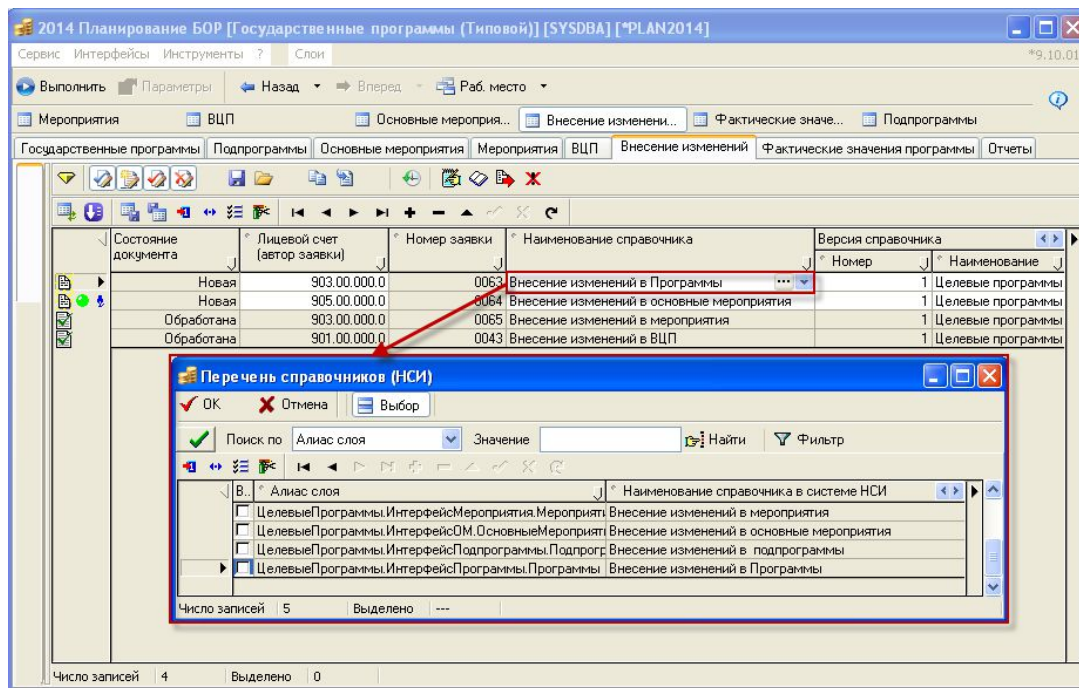 2014 Планирование БОР [Государственные программы (Типовой)] [SYSDBA] [*PLAN2014]
Сервис Интерфейсы Инструменты ? Слои *9.10.01
Выполнить Параметры Назад Вперед Раб. место
Мероприятия ВЦП Основные мероприя... Внесение изменени... Фактические значе... Подпрограммы
Государственные программы Подпрограммы Основные мероприятия Мероприятия ВЦП Внесение изменений Фактические значения программы Отчеты
Состояние документа Лицевой счет (автор заявки) Номер заявки Наименование справочника Версия справочника
Номер Наименование
Новая 903.00.000.0 0063 Внесение изменений в Программы ... 1 Целевые программы
Новая 905.00.000.0 0064 Внесение изменений в основные мероприятия 1 Целевые программы
Обработана 903.00.000.0 0065 Внесение изменений в мероприятия 1 Целевые программы
Обработана 901.00.000.0 0043 Внесение изменений в ВЦП 1 Целевые программы
Перечень справочников (НСИ)
OK Отмена Выбор
Поиск по Алиас слоя Значение Найти Фильтр
В.. Алиас слоя Наименование справочника в системе НСИ
ЦелевыеПрограммы.ИнтерфейсМероприятия.Мероприяти Внесение изменений в мероприятия
ЦелевыеПрограммы.ИнтерфейсОМ.ОсновныеМероприяти Внесение изменений в основные мероприятия
ЦелевыеПрограммы.ИнтерфейсПодпрограммы.Подпрогр Внесение изменений в подпрограммы
ЦелевыеПрограммы.ИнтерфейсПрограммы.Программы Внесение изменений в Программы
Число записей 5 Выделено ---
Число записей 4 Выделено 0